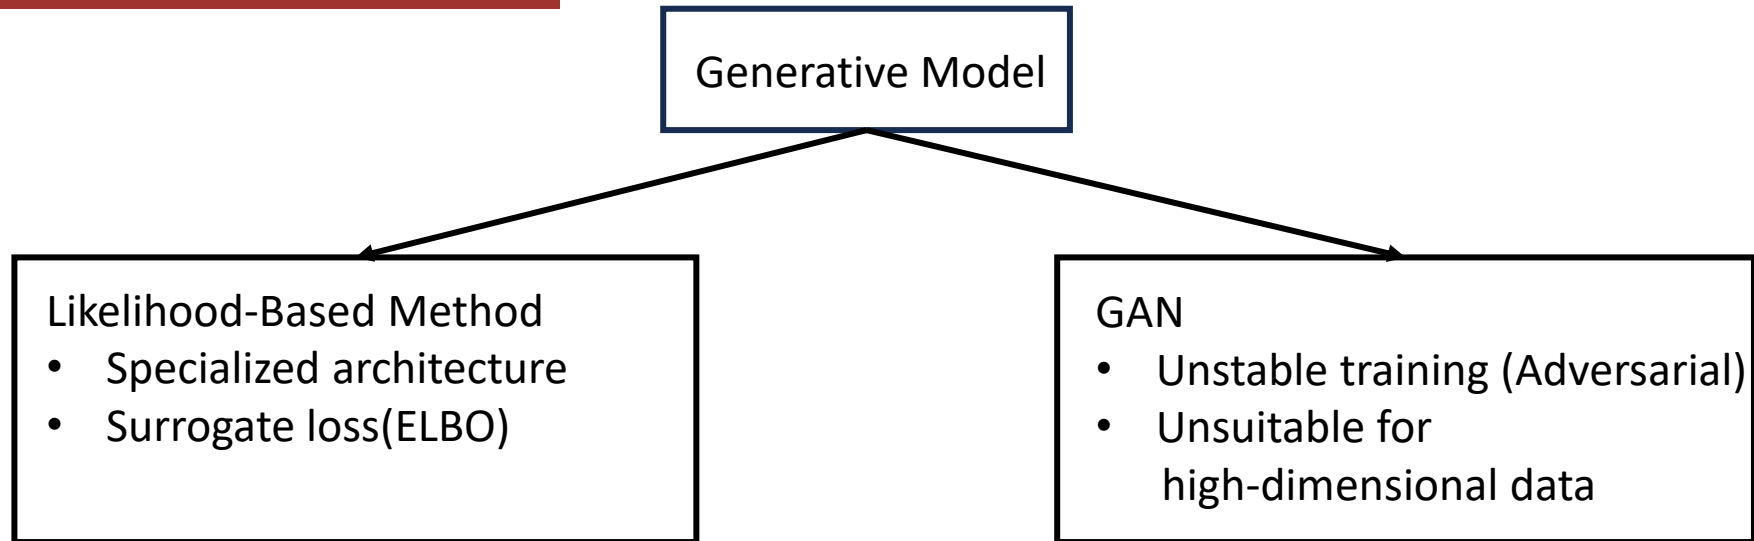 Generative Model
Likelihood-Based Method
• Specialized architecture
• Surrogate loss(ELBO)
GAN
• Unstable training (Adversarial)
• Unsuitable for
high-dimensional data